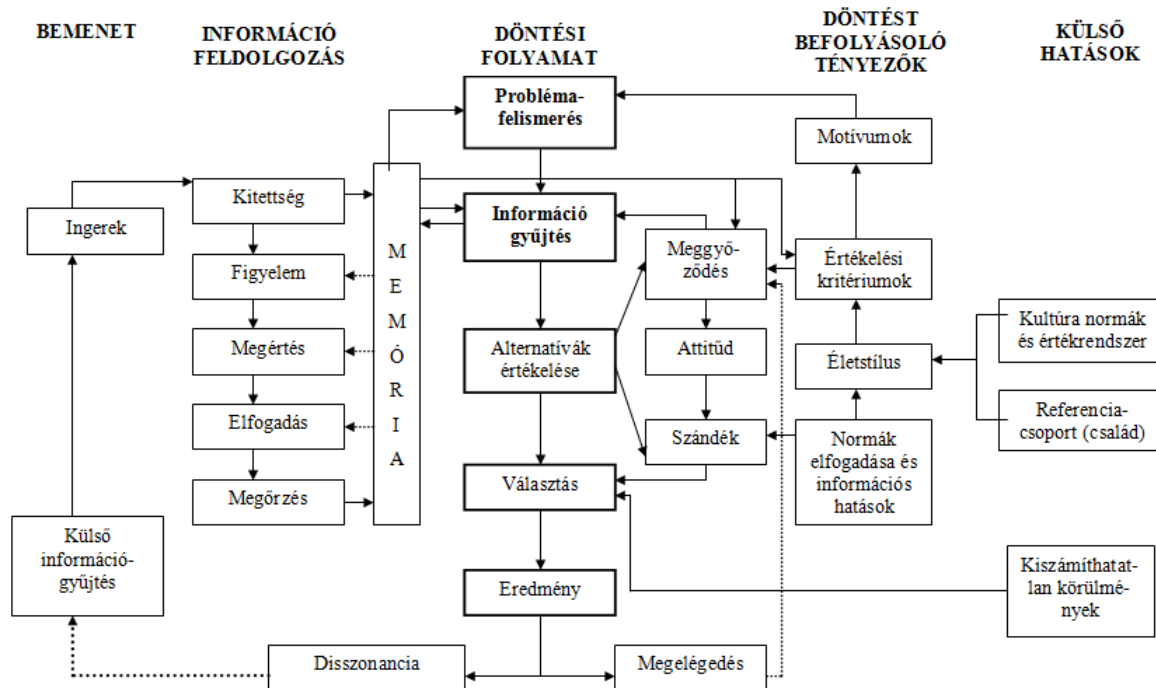 BEMENET
INFORMÁCIÓ
FELDOLGOZÁS
DÖNTÉSI
FOLYAMAT
DÖNTÉST
BEFOLYÁSOLÓ
TÉNYEZŐK
KÜLSŐ
HATÁSOK
Ingerek
Külső
információ-
gyűjtés
Kitettség
Figyelem
Megértés
Elfogadás
Megőrzés
M
E
M
Ó
R
I
A
Probléma-
felismerés
Információ
gyűjtés
Alternatívák
értékelése
Választás
Eredmény
Disszonancia
Megelégedés
Meggyő-
ződés
Attitűd
Szándék
Motívumok
Értékelési
kritériumok
Életstílus
Normák
elfogadása és
információs
hatások
Kultúra normák
és értékrendszer
Referencia-
csoport (család)
Kiszámíthatat-
lan körülmé-
nyek